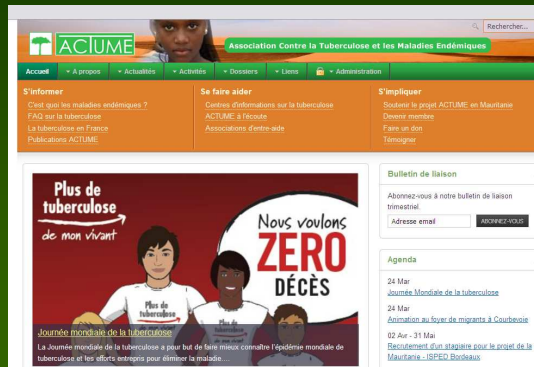 Rechercher...
ACTUME
Association Contre la Tuberculose et les Maladies Endémiques
Accueil A propos Actualités Activités Dossiers Liens Administration
S'informer
C'est quoi les maladies endémiques ?
FAQ sur la tuberculose
La tuberculose en France
Publications ACTUME
Se faire aider
Centres d'informations sur la tuberculose
ACTUME à l'écoute
Associations d'entre-aide
S'impliquer
Soutenir le projet ACTUME en Mauritanie
Devenir membre
Faire un don
Témoigner
Plus de
tuberculose
de mon vivant
Nous voulons
ZERO
DÉCÈS
Plus de
tuberculose
Journée mondiale de la tuberculose
La Journée mondiale de la tuberculose a pour but de faire mieux connaître l'épidémie mondiale de
tuberculose et les efforts entrepris pour éliminer la maladie....
Bulletin de liaison
Abonnez-vous à notre bulletin de liaison
trimestriel.
Adresse email ABONNEZ-VOUS
Agenda
24 Mar
Journée Mondiale de la tuberculose
24 Mar
Animation au foyer de migrants à Courbevoie
02 Avr - 31 Mai
Recrutement d'un stagiaire pour le projet de la
Mauritanie - ISPED Bordeaux